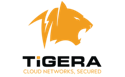 TIGERA
CLOUD NETWORKS, SECURED